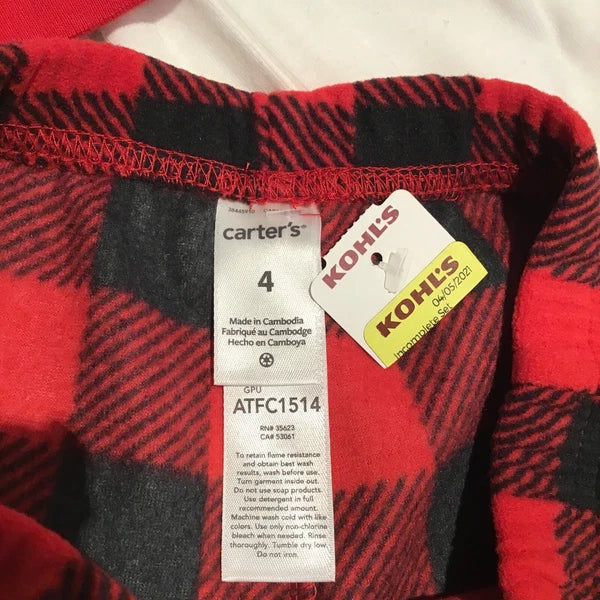 36445910
carter's
4
Made in Cambodia
Fabriqué au Cambodge
Hecho en Camboya
GPU
ATFC1514
RN# 35623
CA# 53061
To retain flame resistance
and obtain best wash
results, wash before use.
Turn garment inside out.
Do not use soap products.
Use detergent in full
recommended amount.
Machine wash cold with like
colors. Use only non-chlorine
bleach when needed. Rinse
thoroughly. Tumble dry low.
Do not iron.
KOHL'S
KOHL'S
04/05/2021
Incomplete Set